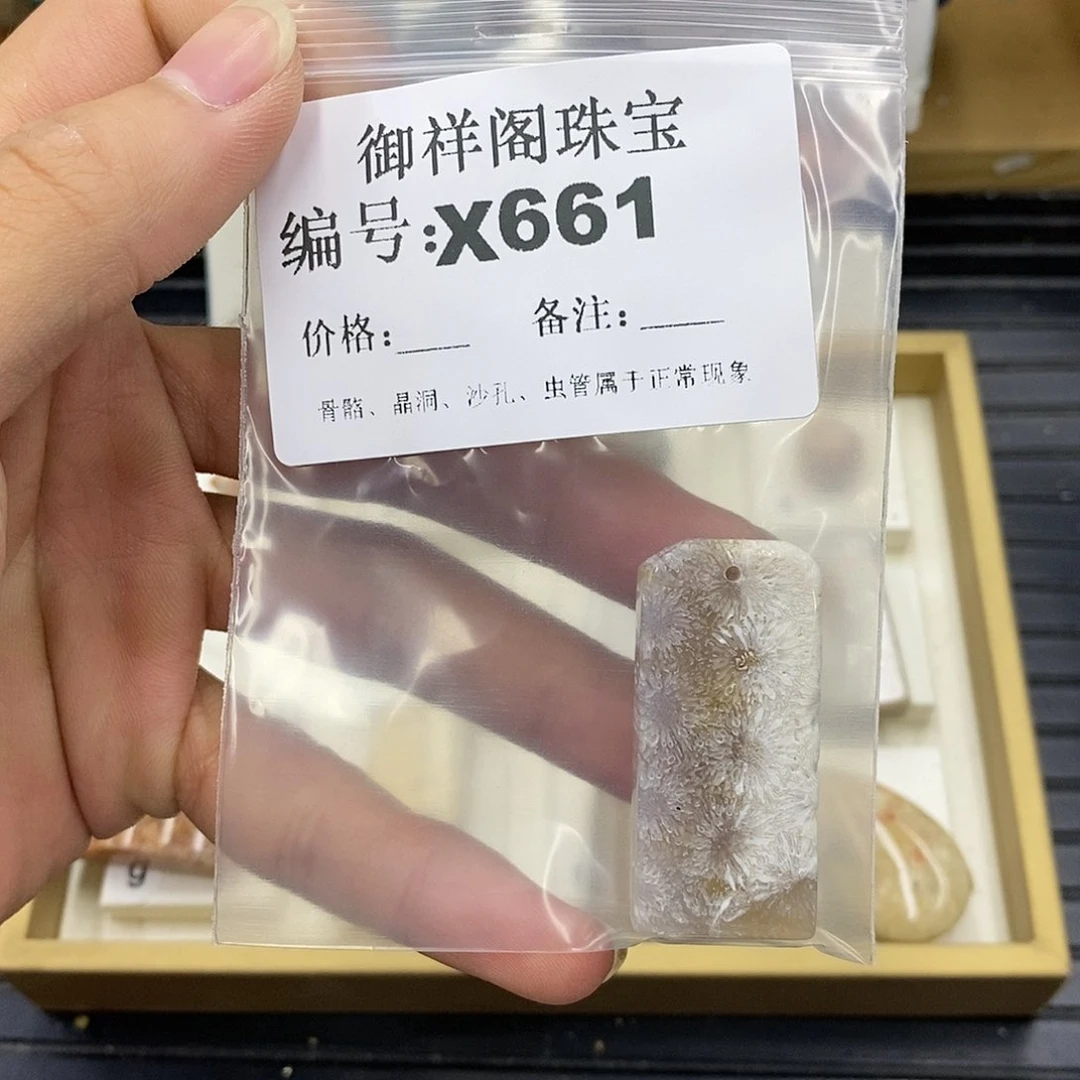 御祥阁珠宝
编号:X661
价格:____ 备注:____
骨骼、晶洞、沙孔、虫管属于正常现象
g